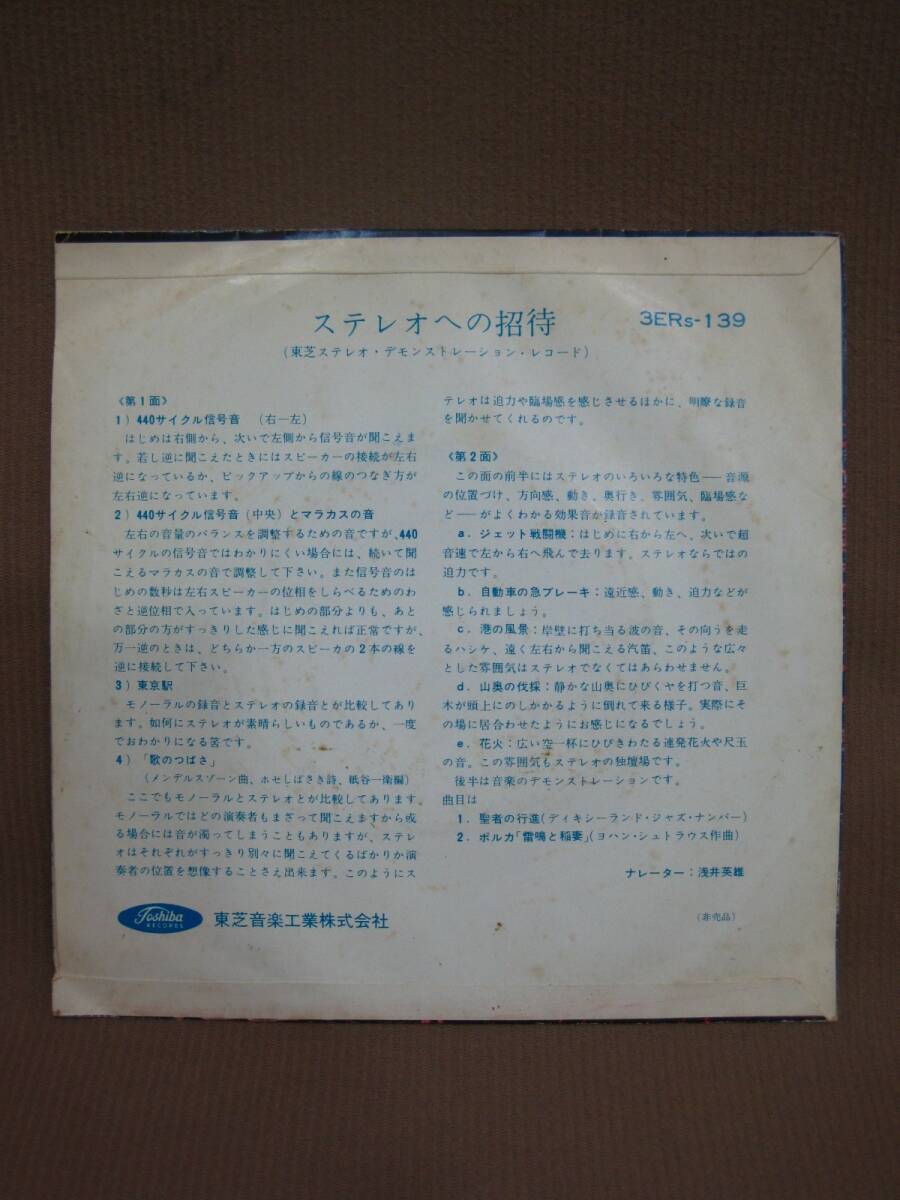 ステレオへの招待
3ERs-139
(東芝ステレオ・デモンストレーション・レコード)
《第1面》
1) 440サイクル信号音 (右—左)
はじめは右側から、次いで左側から信号音が聞こえま
す。若し逆に聞こえたときにはスピーカーの接続が左右
逆になっているか、ピックアップからの線のつなぎ方が
左右逆になっています。
2) 440サイクル信号音 (中央) とマラカスの音
左右の音量のバランスを調整するための音ですが、440
サイクルの信号音ではわかりにくい場合には、続いて聞
こえるマラカスの音で調整して下さい。また信号音のは
じめの数秒は左右スピーカーの位相をしらべるためのわ
ざと逆位相で入っています。はじめの部分よりも、あと
の部分の方がすっきりした感じに聞こえれば正常ですが、
万一逆のときは、どちらか一方のスピーカの2本の線を
逆に接続して下さい。
3) 東京駅
モノーラルの録音とステレオの録音とが比較してあり
ます。如何にステレオが素晴らしいものであるか、一度
でおわかりになる筈です。
4) 「歌のつばさ」
(メンデルスゾーン曲、ホセしばさき詩、紙谷一衛編)
ここでもモノーラルとステレオとが比較してあります。
モノーラルではどの演奏者もまざって聞こえますから或
る場合には音が濁ってしまうこともありますが、ステレ
オはそれぞれがすっきり別々に聞こえてくるばかりか演
奏者の位置を想像することさえ出来ます。このようにス
テレオは迫力や臨場感を感じさせるほかに、明瞭な録音
を聞かせてくれるのです。
《第2面》
この面の前半にはステレオのいろいろな特色——音源
の位置づけ、方向感、動き、奥行き、雰囲気、臨場感な
ど——がよくわかる効果音が録音されています。
a. ジェット戦闘機:はじめに右から左へ、次いで超
音速で左から右へ飛んで去ります。ステレオならではの
迫力です。
b. 自動車の急ブレーキ:遠近感、動き、迫力などが
感じられましょう。
c. 港の風景:岸壁に打ち当る波の音、その向うを走
るハシケ、遠く左右から聞こえる汽笛、このような広々
とした雰囲気はステレオでなくてはあらわせません。
d. 山奥の伐採:静かな山奥にひびくヤを打つ音、巨
木が頭上にのしかかるように倒れて来る様子。実際にそ
の場に居合わせたようにお感じになるでしょう。
e. 花火:広い空一杯にひびきわたる連発花火や尺玉
の音。この雰囲気もステレオの独壇場です。
後半は音楽のデモンストレーションです。
曲目は
1. 聖者の行進(ディキシーランド・ジャズ・ナンバー)
2. ポルカ「雷鳴と稲妻」(ヨハン・シュトラウス作曲)
ナレーター:浅井英雄
Toshiba
RECORDS
東芝音楽工業株式会社
(非売品)